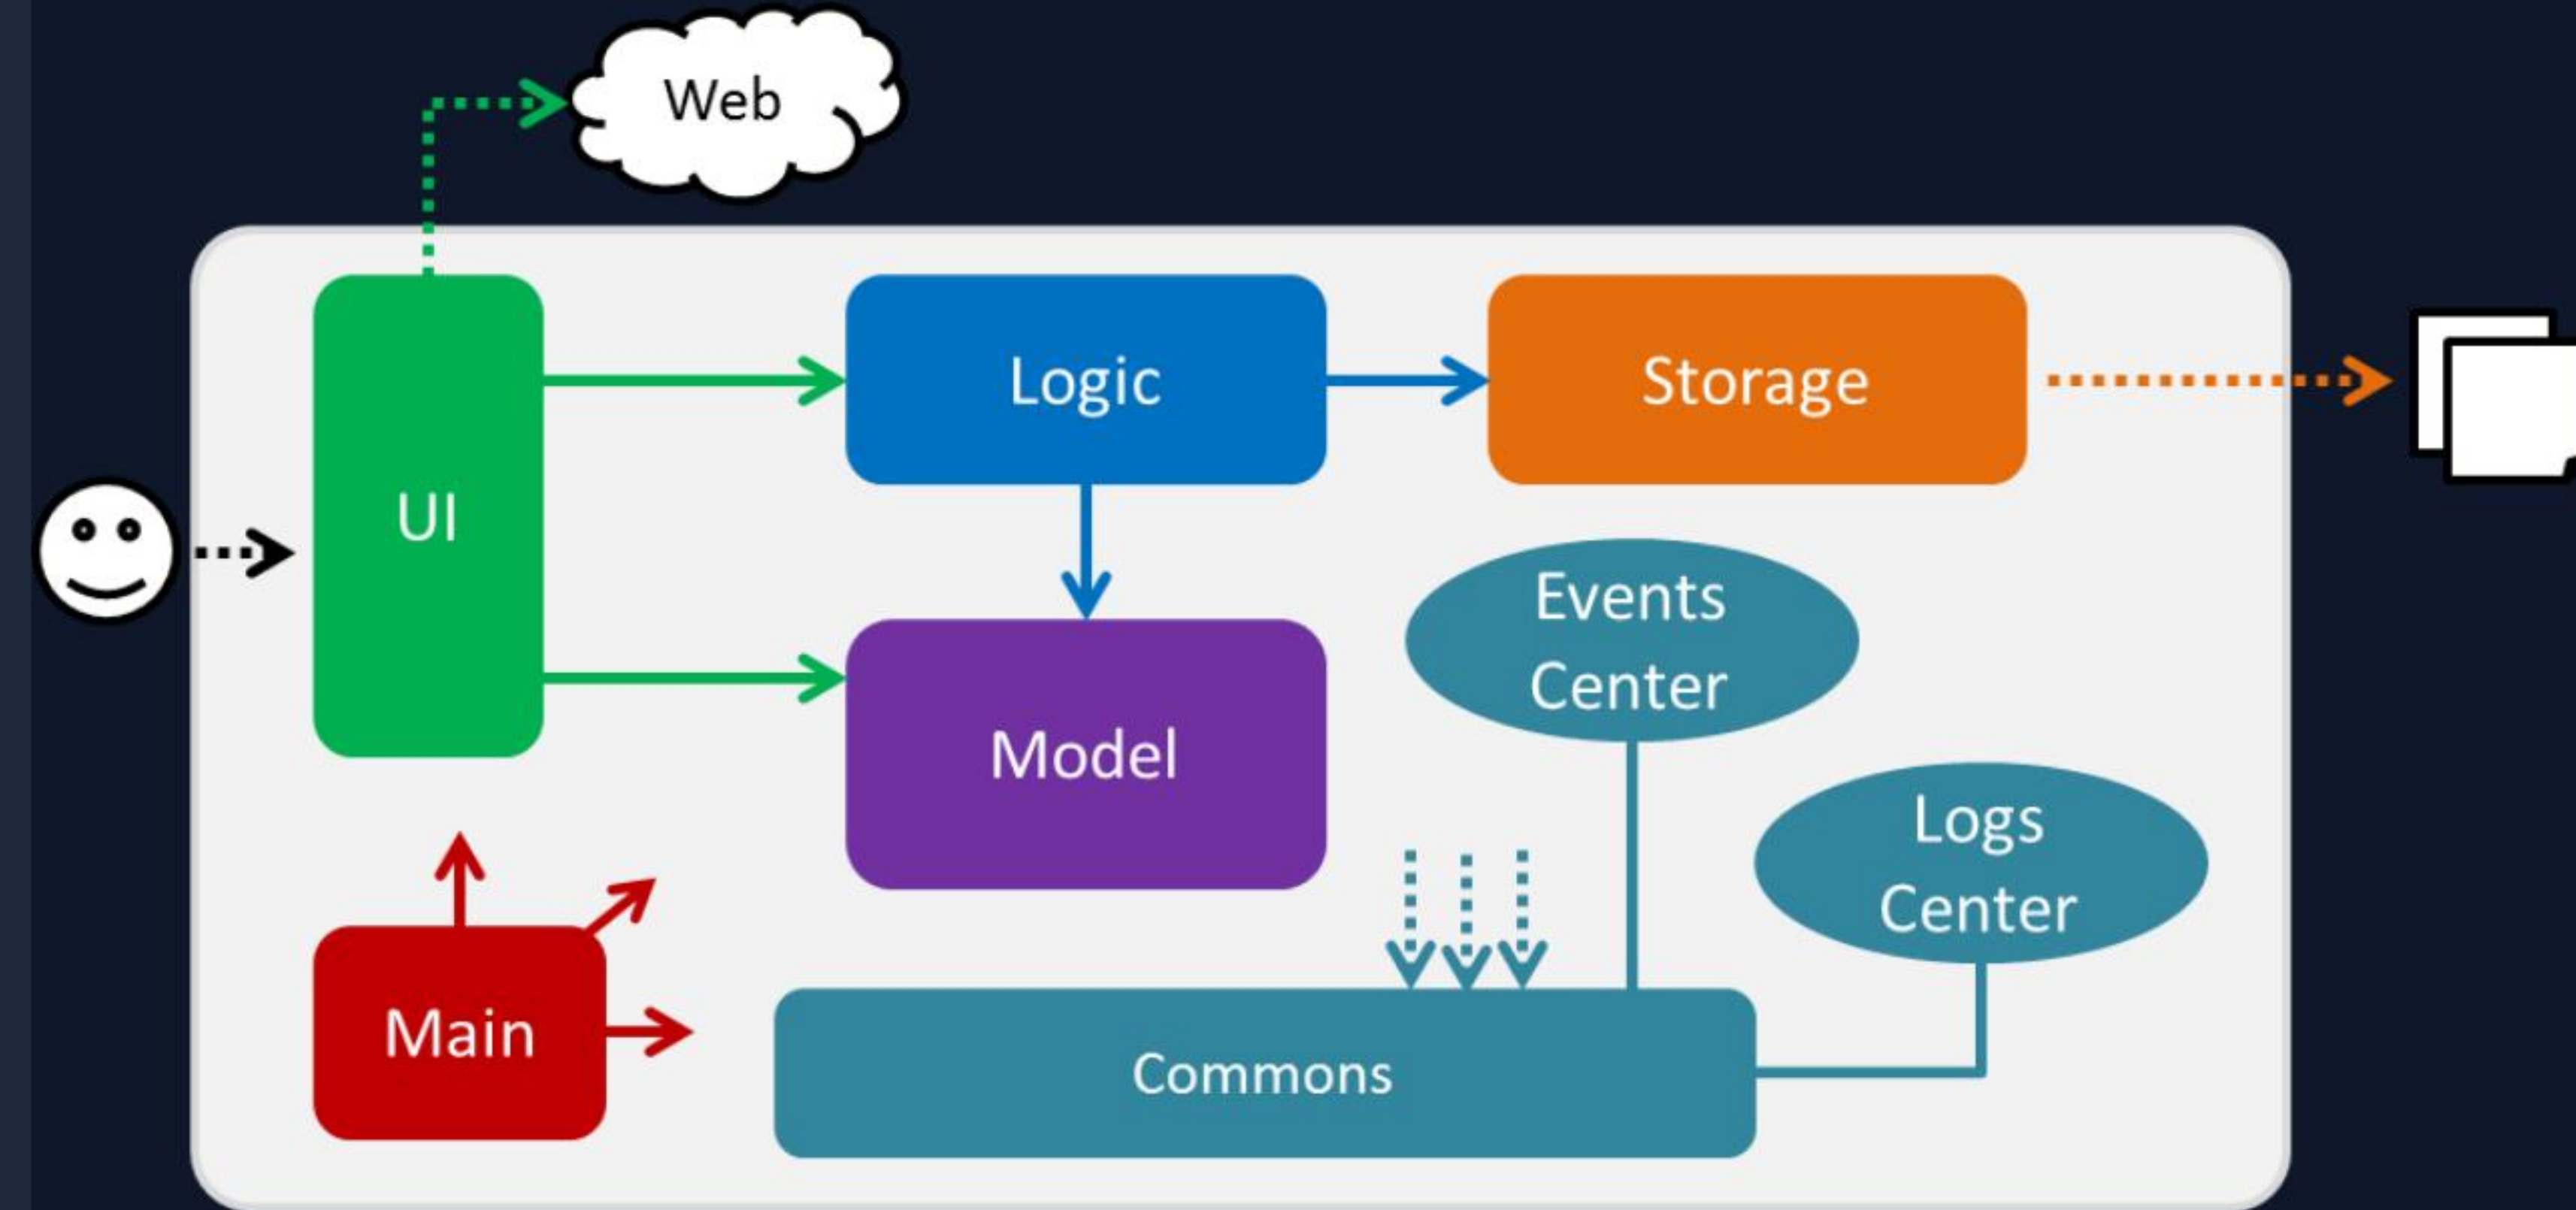 Web
UI
Logic
Storage
Model
Events
Center
Logs
Center
Main
Commons